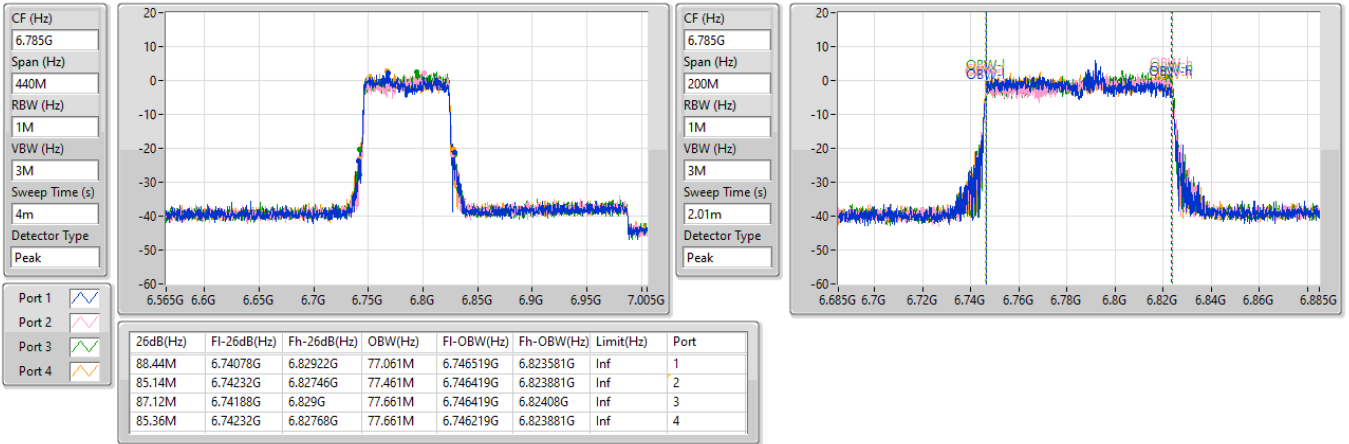 CF (Hz)
6.785G
Span (Hz)
440M
RBW (Hz)
1M
VBW (Hz)
3M
Sweep Time (s)
4m
Detector Type
Peak
20
10
0
-10
-20
-30
-40
-50
-60
6.565G 6.6G 6.65G 6.7G 6.75G 6.8G 6.85G 6.9G 6.95G 7.005G
CF (Hz)
6.785G
Span (Hz)
200M
RBW (Hz)
1M
VBW (Hz)
3M
Sweep Time (s)
2.01m
Detector Type
Peak
20
10
0
-10
-20
-30
-40
-50
-60
OBW-l
OBW-h
6.685G 6.7G 6.72G 6.74G 6.76G 6.78G 6.8G 6.82G 6.84G 6.86G 6.885G
Port 1
Port 2
Port 3
Port 4
26dB(Hz) Fl-26dB(Hz) Fh-26dB(Hz) OBW(Hz) Fl-OBW(Hz) Fh-OBW(Hz) Limit(Hz) Port
88.44M 6.74078G 6.82922G 77.061M 6.746519G 6.823581G Inf 1
85.14M 6.74232G 6.82746G 77.461M 6.746419G 6.823881G Inf 2
87.12M 6.74188G 6.829G 77.661M 6.746419G 6.82408G Inf 3
85.36M 6.74232G 6.82768G 77.661M 6.746219G 6.823881G Inf 4